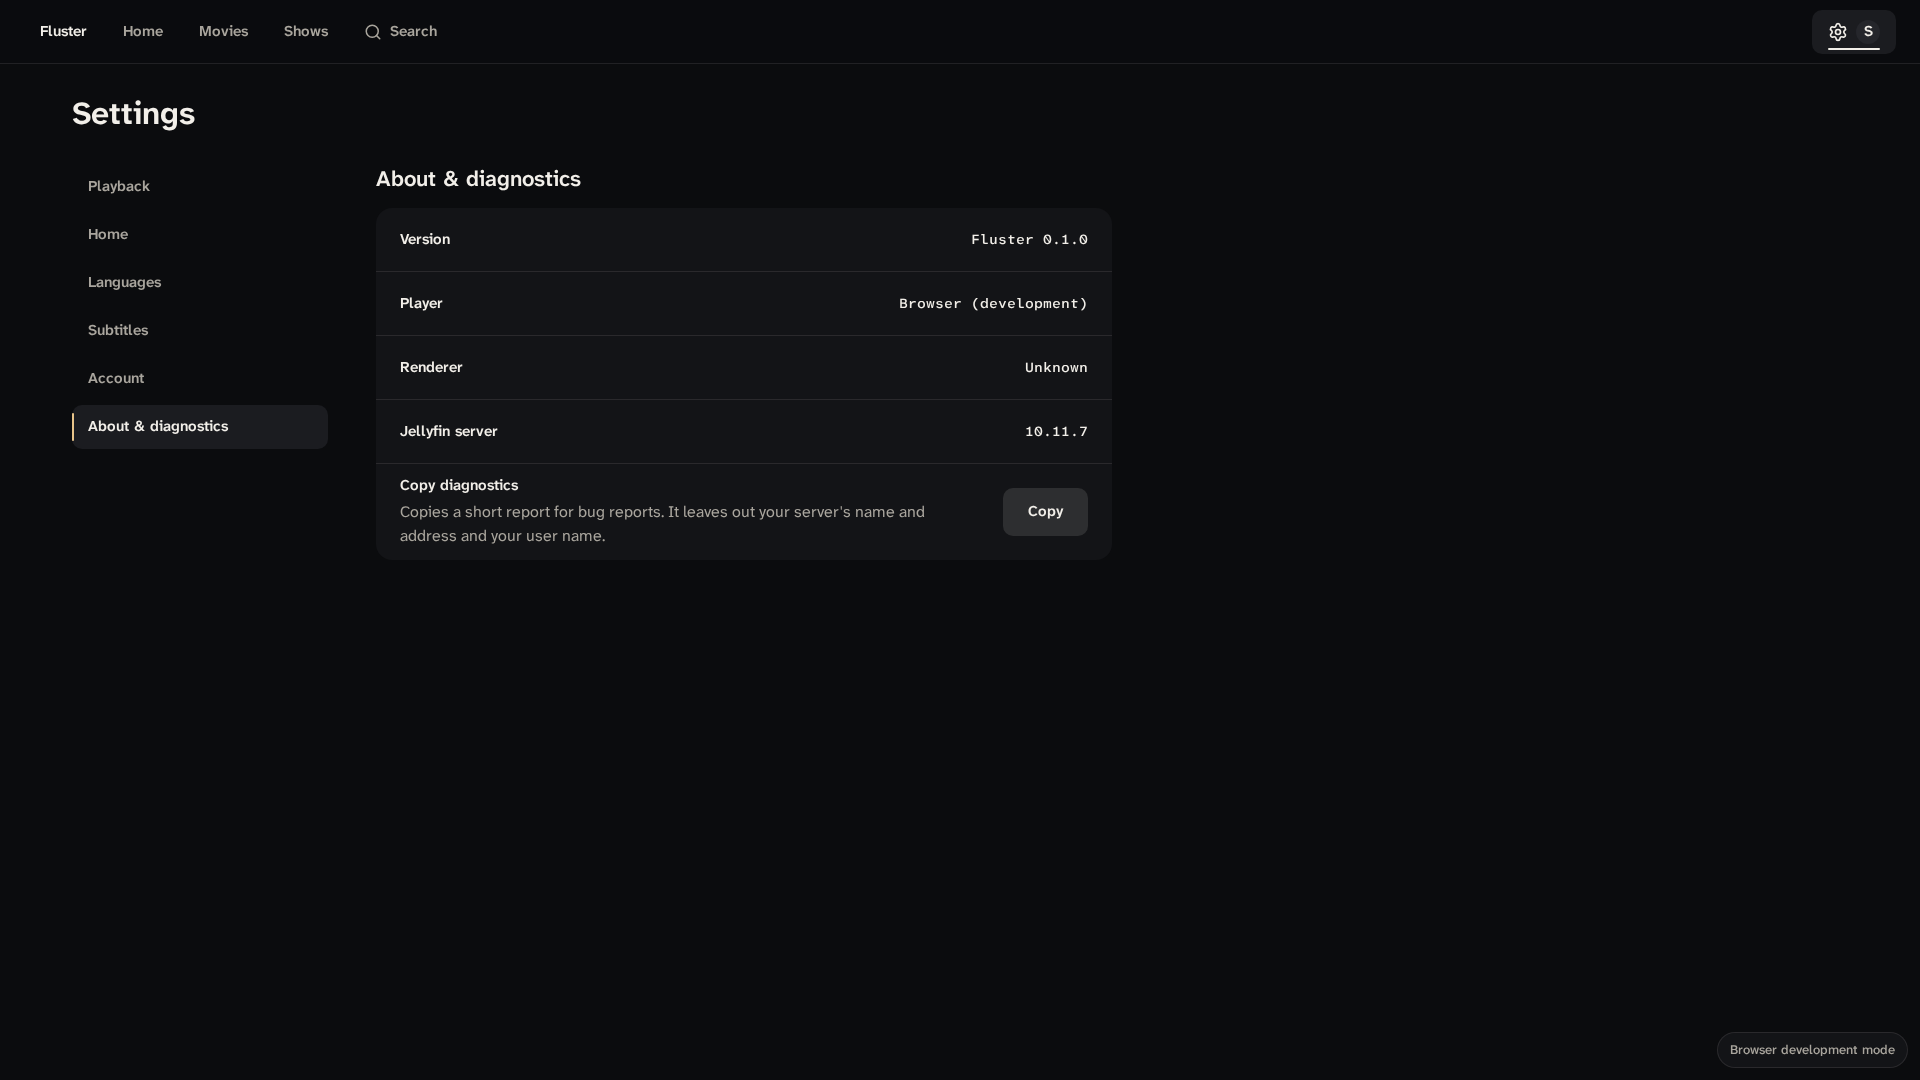 Fluster Home Movies Shows Search S
Settings
Playback
Home
Languages
Subtitles
Account
About & diagnostics
About & diagnostics
Version Fluster 0.1.0
Player Browser (development)
Renderer Unknown
Jellyfin server 10.11.7
Copy diagnostics
Copies a short report for bug reports. It leaves out your server's name and
address and your user name.
Copy
Browser development mode